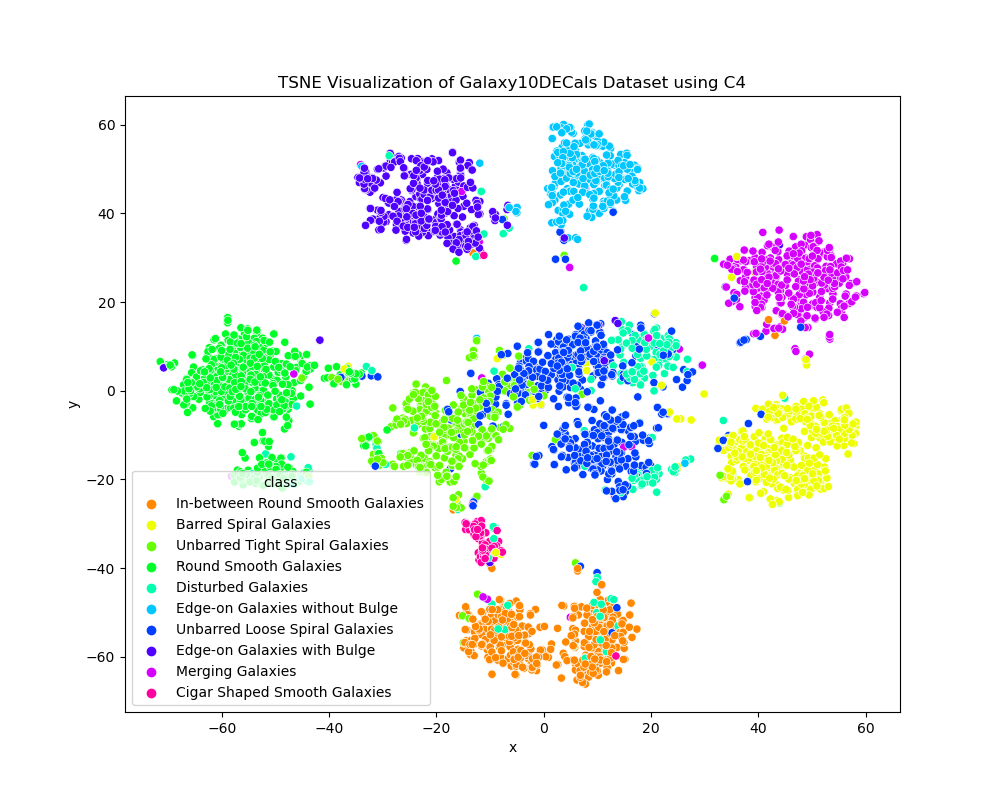 TSNE Visualization of Galaxy10DECals Dataset using C4
60
40
20
0
−20
−40
−60
y
class
In-between Round Smooth Galaxies
Barred Spiral Galaxies
Unbarred Tight Spiral Galaxies
Round Smooth Galaxies
Disturbed Galaxies
Edge-on Galaxies without Bulge
Unbarred Loose Spiral Galaxies
Edge-on Galaxies with Bulge
Merging Galaxies
Cigar Shaped Smooth Galaxies
−60 −40 −20 0 20 40 60
x